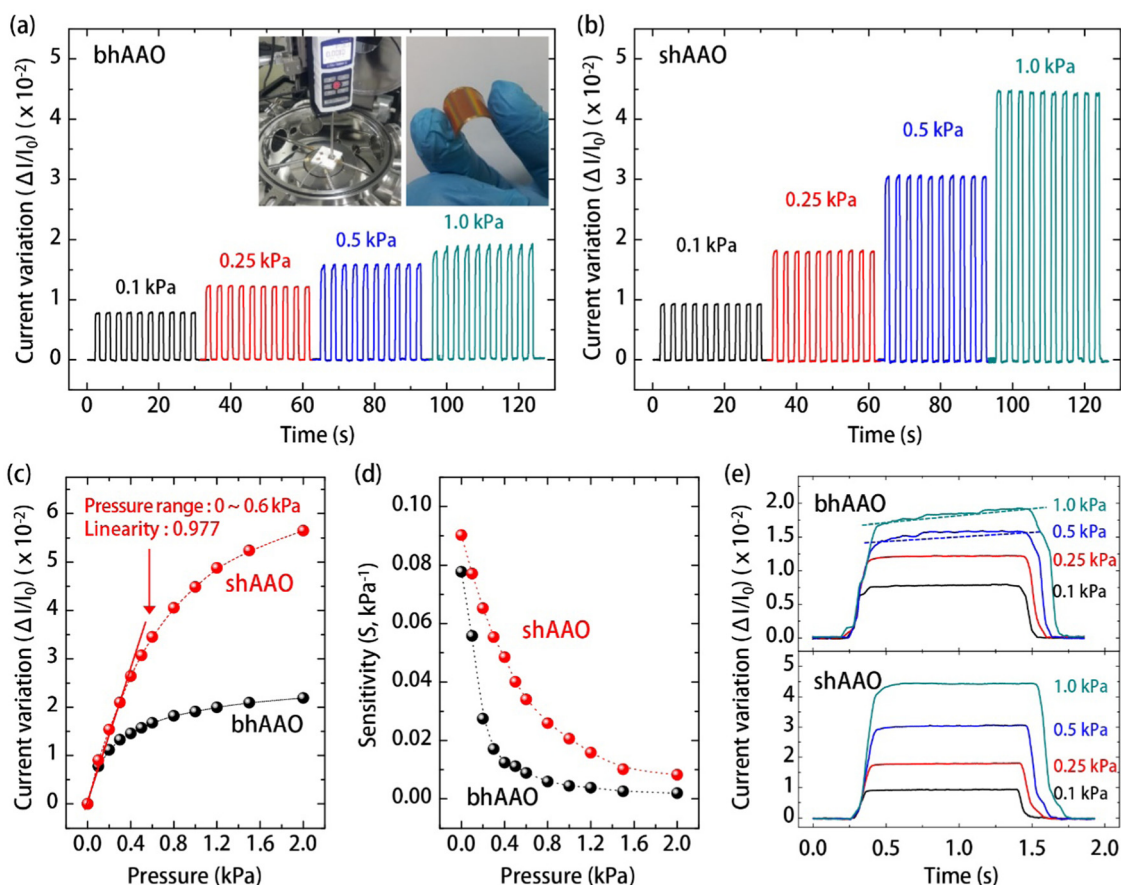 (a)
bhAAO
Current variation (ΔI/I₀) ( x 10⁻²)
5
4
3
2
1
0
0.1 kPa
0.25 kPa
0.5 kPa
1.0 kPa
0 20 40 60 80 100 120
Time (s)
(b)
shAAO
Current variation (ΔI/I₀) ( x 10⁻²)
5
4
3
2
1
0
0.1 kPa
0.25 kPa
0.5 kPa
1.0 kPa
0 20 40 60 80 100 120
Time (s)
(c)
Current variation (ΔI/I₀) ( x 10⁻²)
6
5
4
3
2
1
0
Pressure range : 0 ~ 0.6 kPa
Linearity : 0.977
shAAO
bhAAO
0.0 0.4 0.8 1.2 1.6 2.0
Pressure (kPa)
(d)
Sensitivity (S, kPa⁻¹)
0.10
0.08
0.06
0.04
0.02
0.00
shAAO
bhAAO
0.0 0.4 0.8 1.2 1.6 2.0
Pressure (kPa)
(e)
Current variation (ΔI/I₀) ( x 10⁻²)
2.0
1.5
1.0
0.5
0.0
bhAAO
1.0 kPa
0.5 kPa
0.25 kPa
0.1 kPa
5
4
3
2
1
0
shAAO
1.0 kPa
0.5 kPa
0.25 kPa
0.1 kPa
0.0 0.5 1.0 1.5 2.0
Time (s)